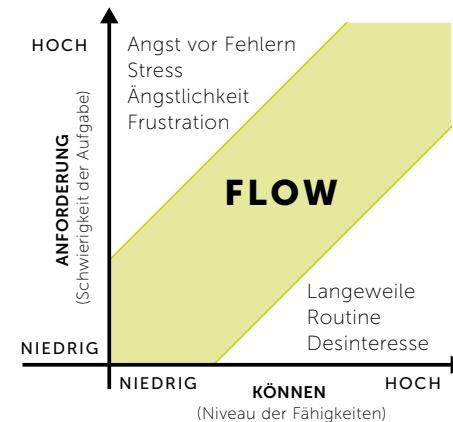 HOCH
Angst vor Fehlern
Stress
Ängstlichkeit
Frustration
ANFORDERUNG
(Schwierigkeit der Aufgabe)
FLOW
Langeweile
Routine
Desinteresse
NIEDRIG
NIEDRIG
HOCH
KÖNNEN
(Niveau der Fähigkeiten)